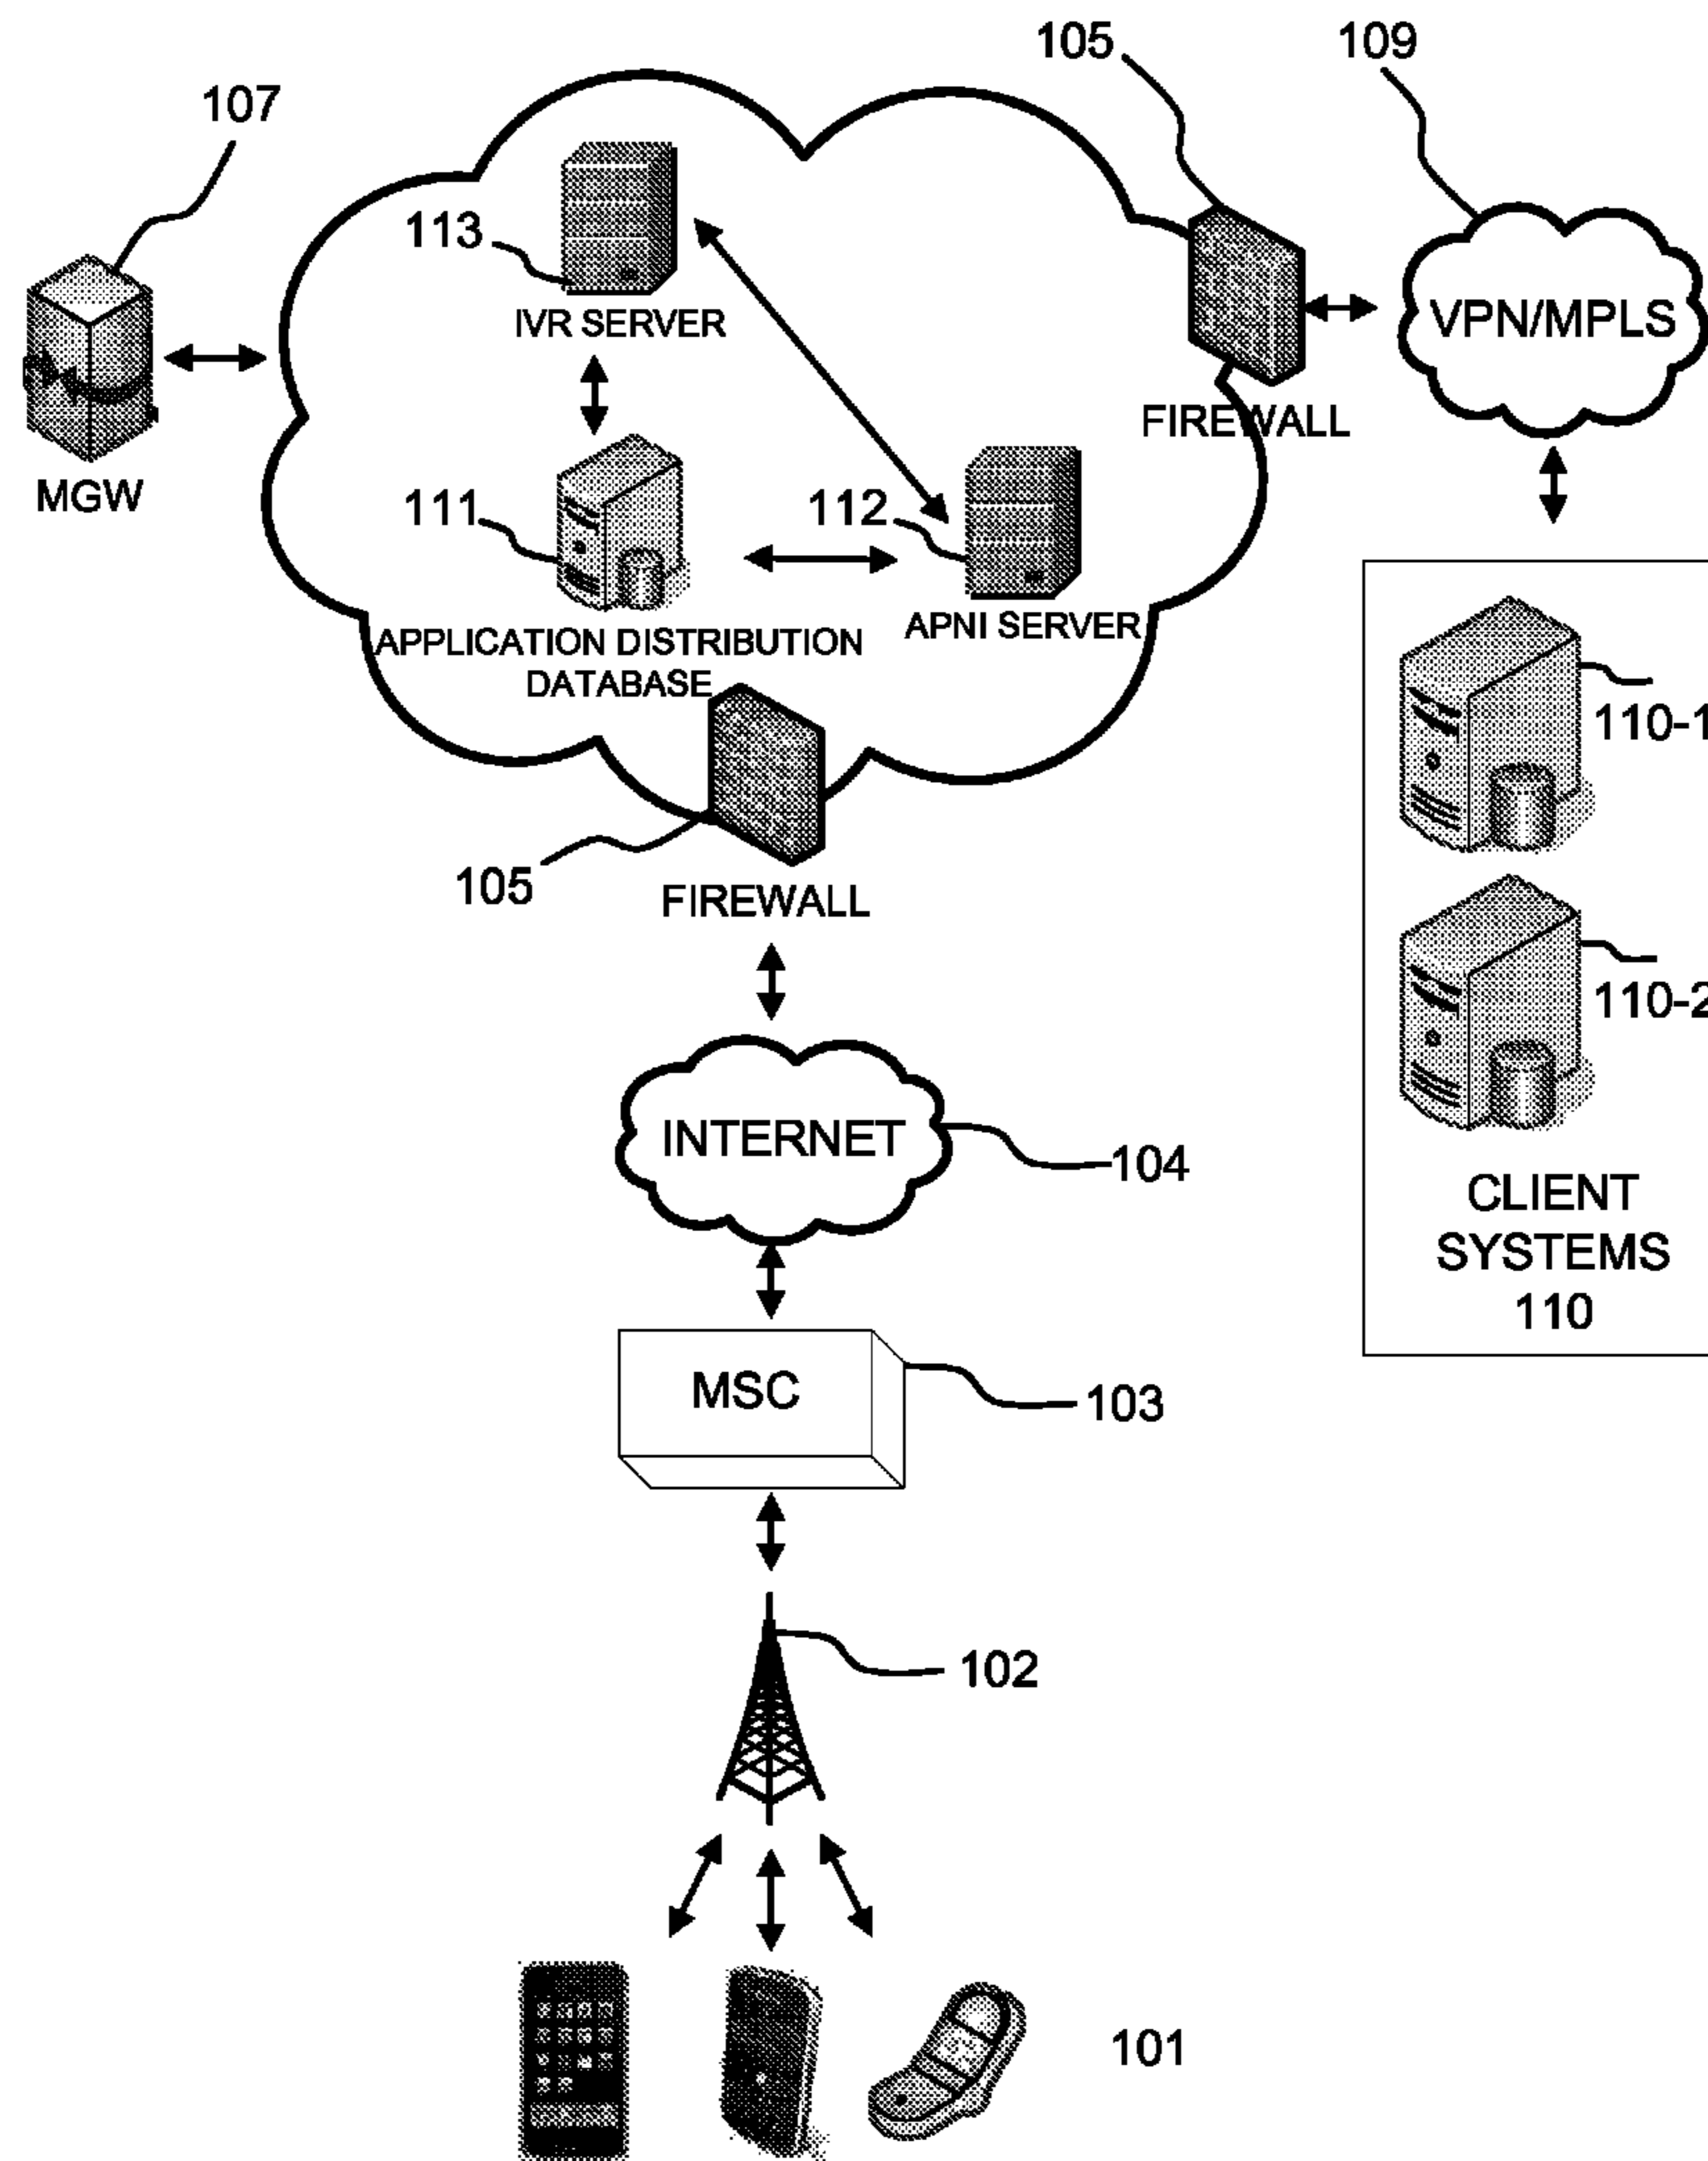 105
109
107
113
IVR SERVER
VPN/MPLS
FIREWALL
MGW
111
112
APPLICATION DISTRIBUTION
DATABASE
APNI SERVER
110-1
105
FIREWALL
110-2
INTERNET
104
CLIENT
SYSTEMS
110
MSC
103
102
101